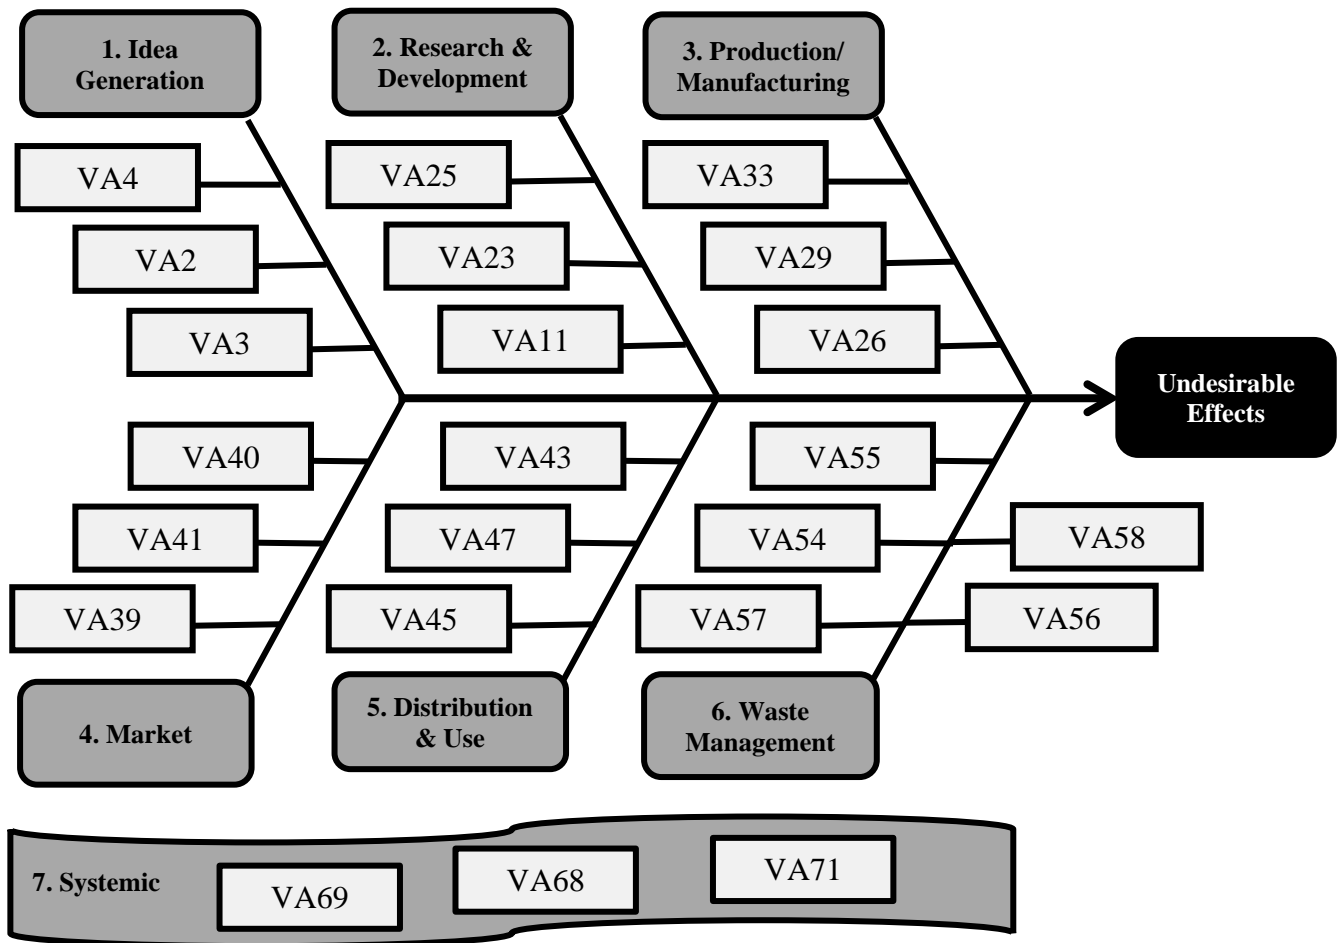 1. Idea
Generation
2. Research &
Development
3. Production/
Manufacturing
VA4
VA25
VA33
VA2
VA23
VA29
VA3
VA11
VA26
Undesirable
Effects
VA40
VA43
VA55
VA41
VA47
VA54
VA58
VA39
VA45
VA57
VA56
4. Market
5. Distribution
& Use
6. Waste
Management
7. Systemic
VA69
VA68
VA71